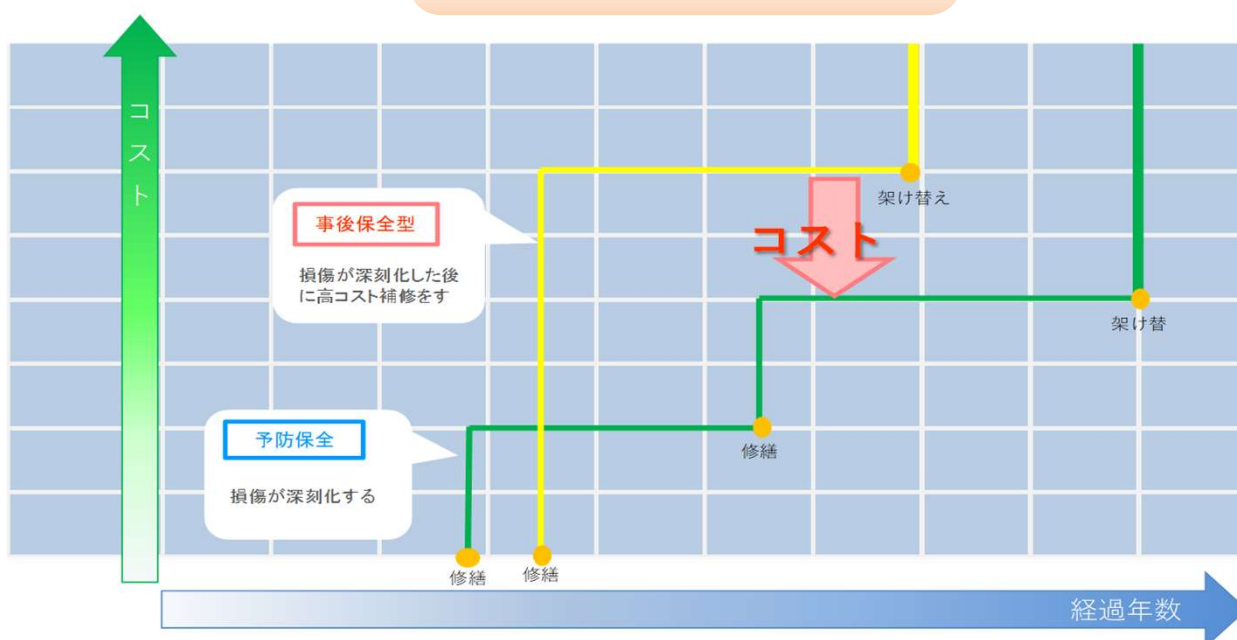 コスト
架け替え
事後保全型
コスト
損傷が深刻化した後
に高コスト補修をす
架け替
予防保全
修繕
損傷が深刻化する
修繕
修繕
経過年数